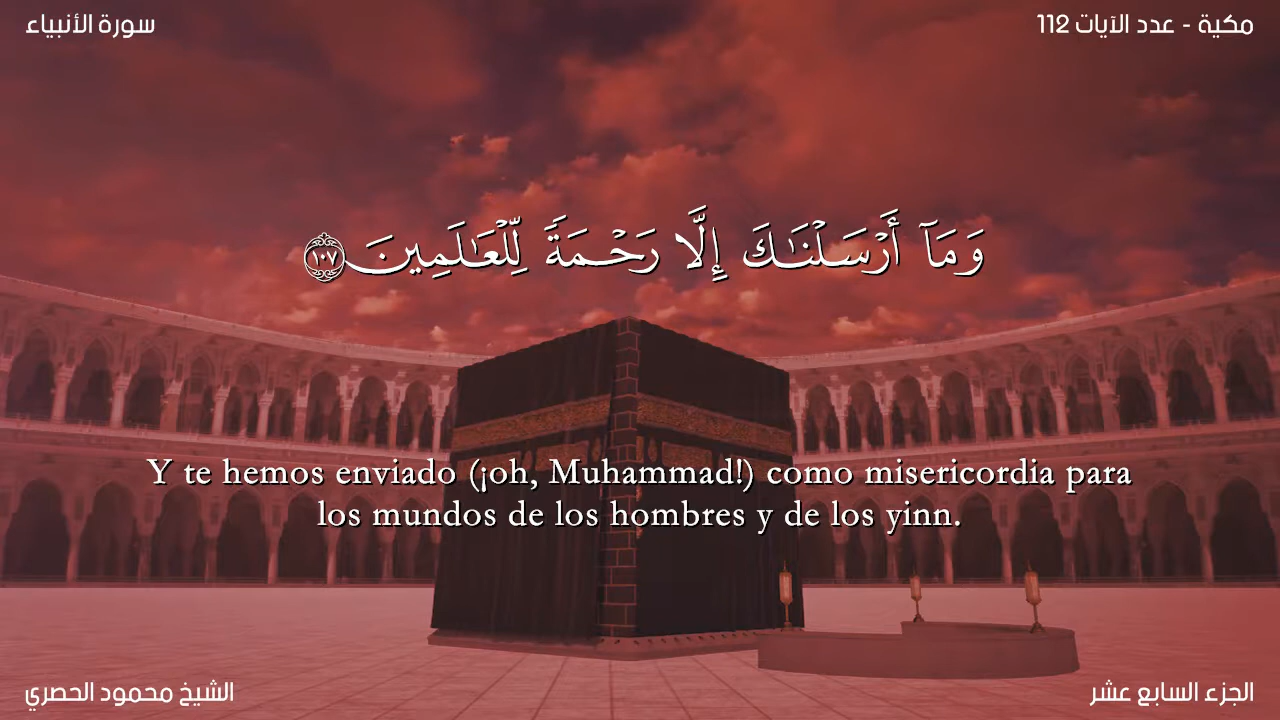 سورة الأنبياء
مكية - عدد الآيات 112
وَمَآ أَرْسَلْنَـٰكَ إِلَّا رَحْمَةً لِّلْعَـٰلَمِينَ ١٠٧
Y te hemos enviado (¡oh, Muhammad!) como misericordia para
los mundos de los hombres y de los yinn.
الشيخ محمود الحصري
الجزء السابع عشر